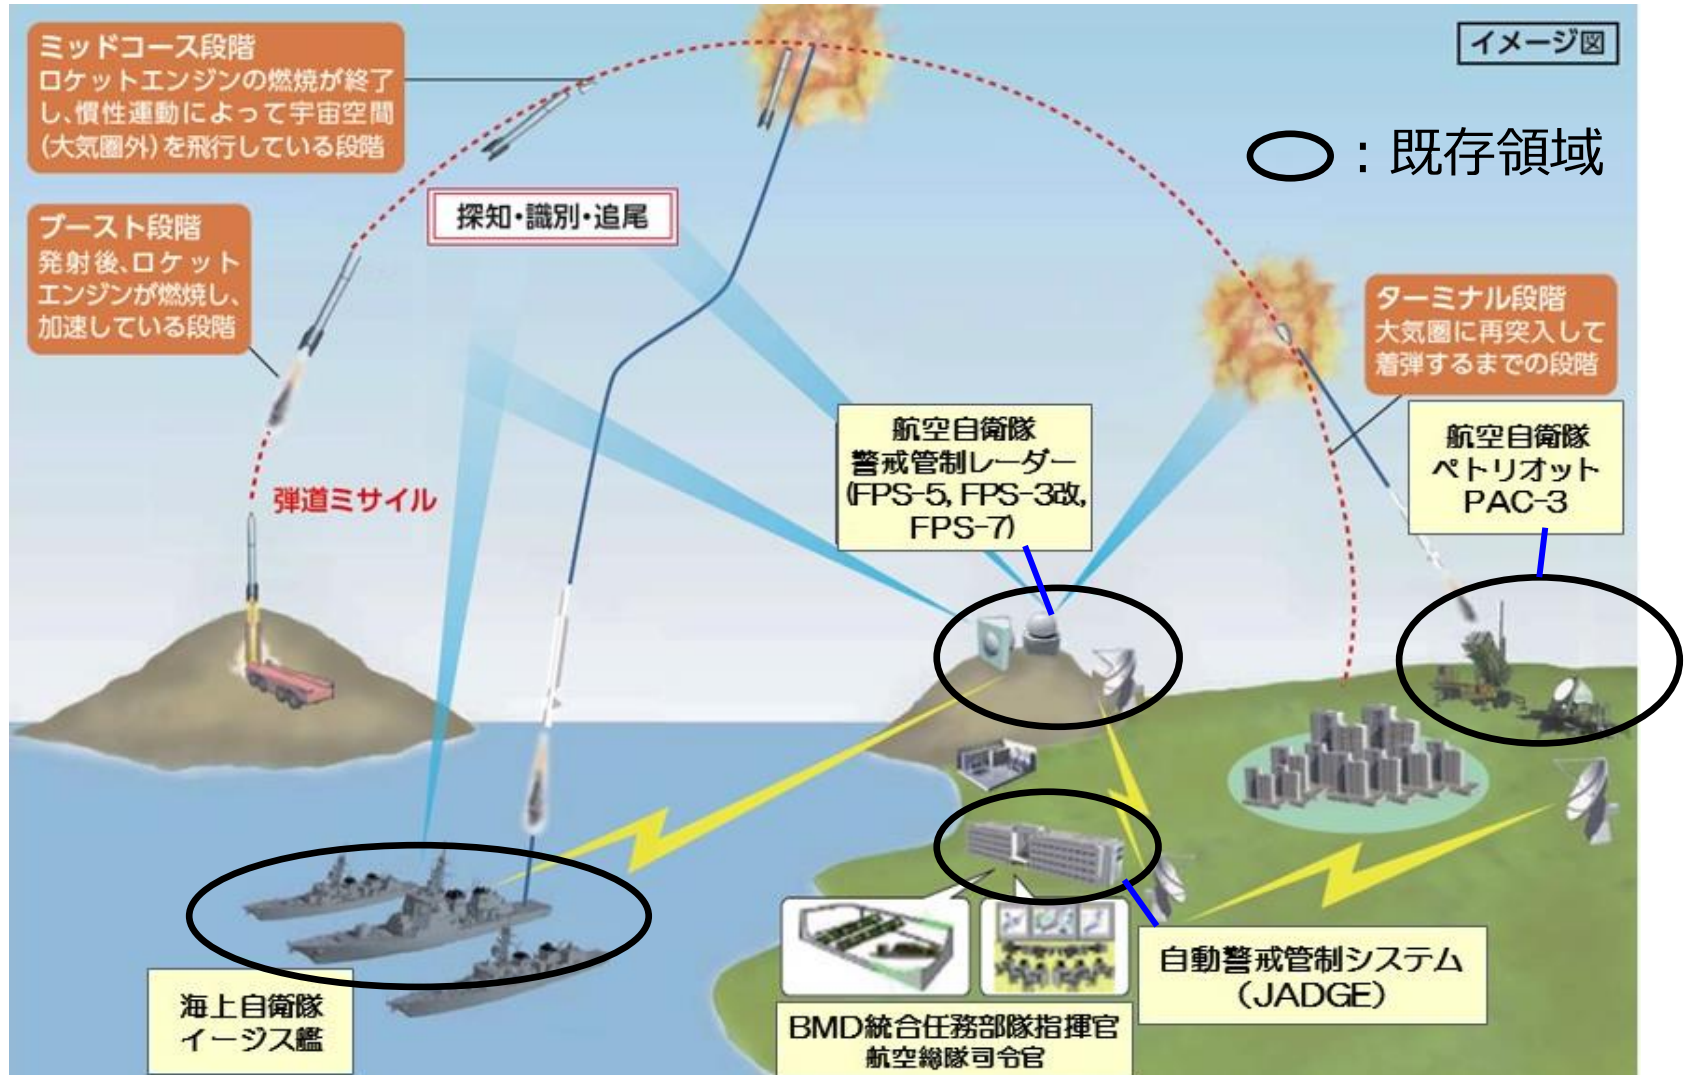 イメージ図
：既存領域
ミッドコース段階
ロケットエンジンの燃焼が終了
し、慣性運動によって宇宙空間
(大気圏外)を飛行している段階
探知･識別･追尾
ブースト段階
発射後、ロケット
エンジンが燃焼し、
加速している段階
ターミナル段階
大気圏に再突入して
着弾するまでの段階
航空自衛隊
警戒管制レーダー
(FPS-5, FPS-3改,
FPS-7)
航空自衛隊
ペトリオット
PAC-3
弾道ミサイル
自動警戒管制システム
(JADGE)
海上自衛隊
イージス艦
BMD統合任務部隊指揮官
航空総隊司令官